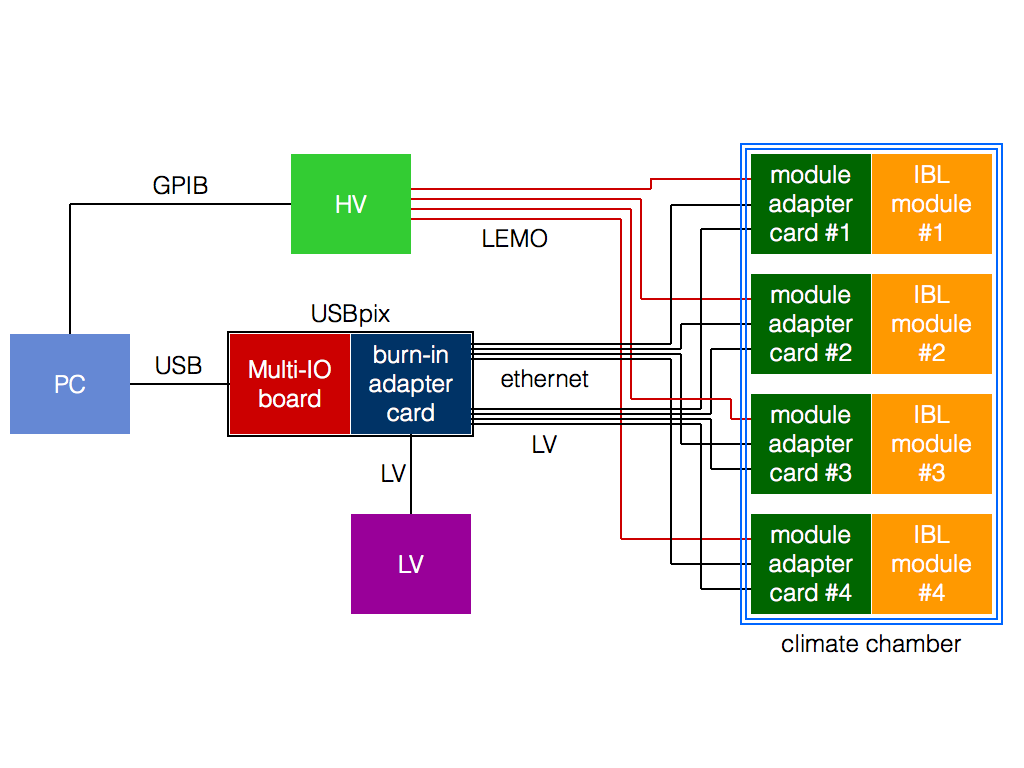 GPIB
HV
LEMO
USBpix
PC
USB
Multi-IO
board
burn-in
adapter
card
ethernet
LV
LV
LV
module
adapter
card #1
IBL
module
#1
module
adapter
card #2
IBL
module
#2
module
adapter
card #3
IBL
module
#3
module
adapter
card #4
IBL
module
#4
climate chamber